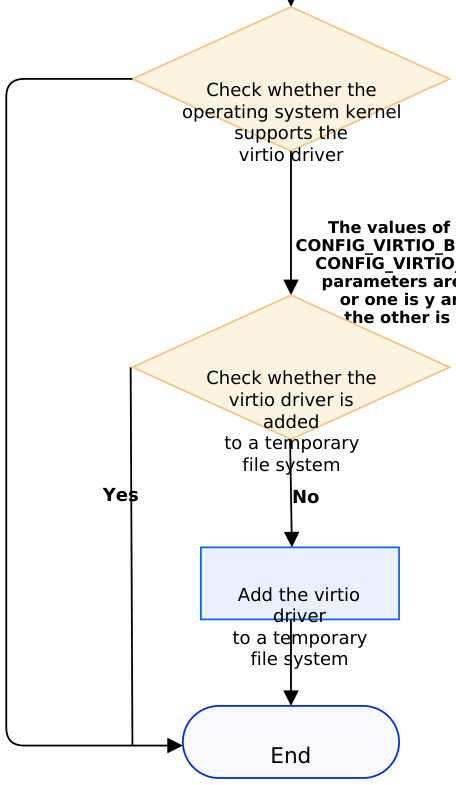 Check whether the
operating system kernel
supports the
virtio driver
The values of
CONFIG_VIRTIO_B
CONFIG_VIRTIO_
parameters are
or one is y an
the other is
Check whether the
virtio driver is
added
to a temporary
file system
Yes
No
Add the virtio
driver
to a temporary
file system
End